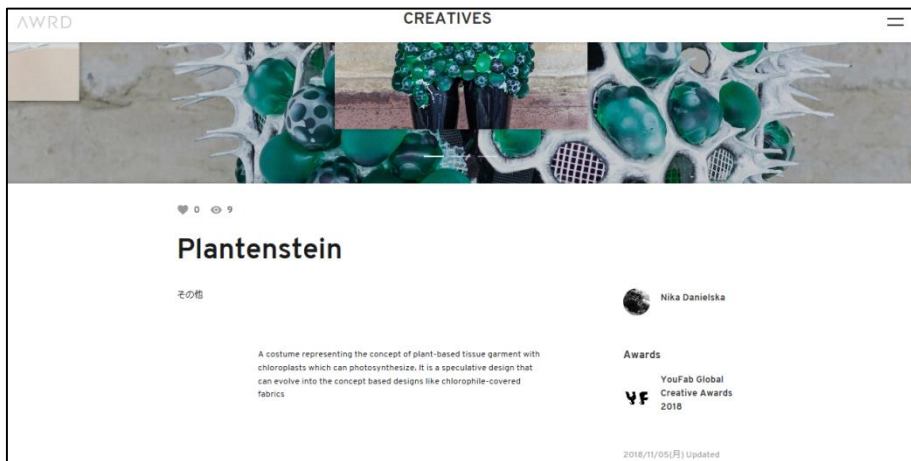 AWRD
CREATIVES
0 9
Plantenstein
その他
Nika Danielska
A costume representing the concept of plant-based tissue garment with
chloroplasts which can photosynthesize. It is a speculative design that
can evolve into the concept based designs like chlorophile-covered
fabrics
Awards
YF
YouFab Global
Creative Awards
2018
2018/11/05(月) Updated